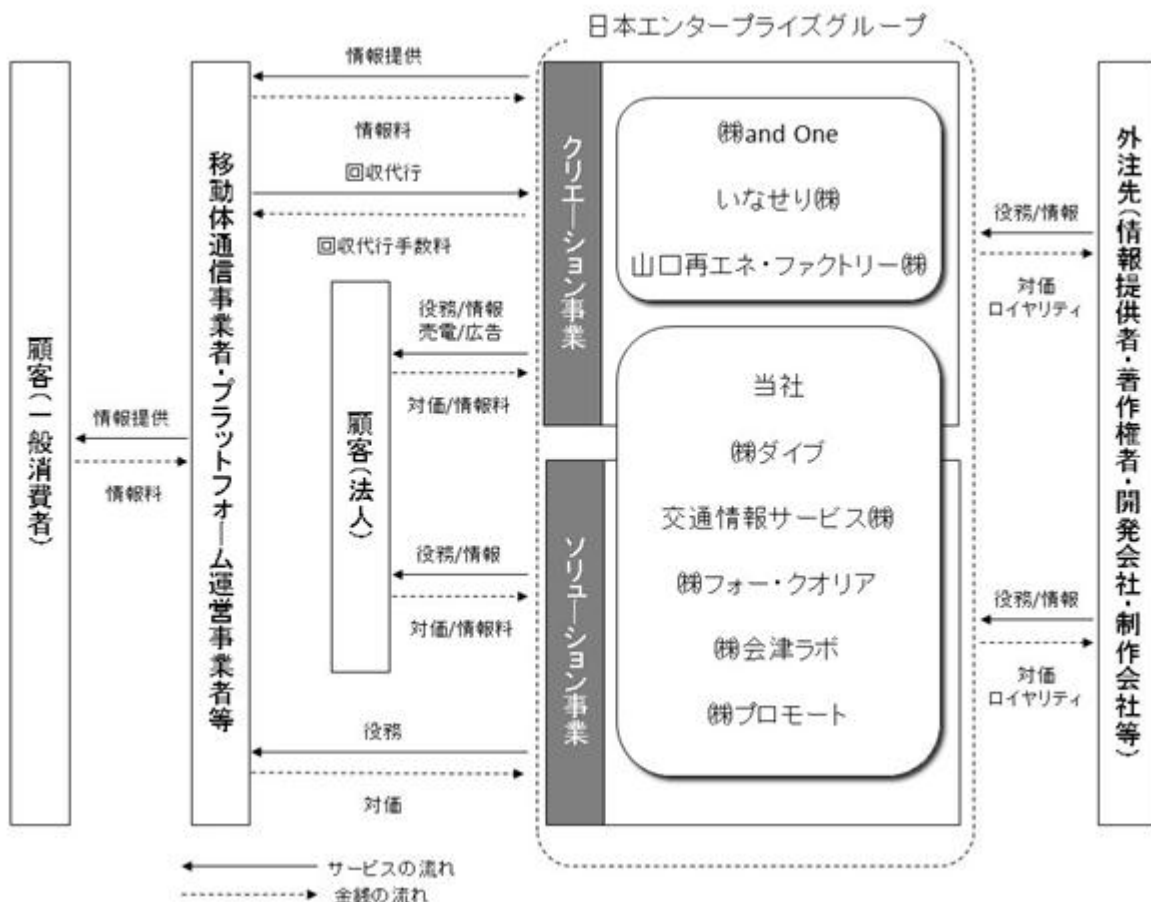 日本エンタープライズグループ
顧客(一般消費者)
情報提供
情報料
移動体通信事業者・プラットフォーム運営事業者等
情報提供
情報料
回収代行
回収代行手数料
顧客(法人)
役務/情報
売電/広告
対価/情報料
役務/情報
対価/情報料
役務
対価
クリエーション事業
㈱and One
いなせり㈱
山口再エネ・ファクトリー㈱
当社
㈱ダイブ
交通情報サービス㈱
㈱フォー・クオリア
㈱会津ラボ
㈱プロモート
ソリューション事業
役務/情報
対価
ロイヤリティ
役務/情報
対価
ロイヤリティ
外注先(情報提供者・著作権者・開発会社・制作会社等)
サービスの流れ
金銭の流れ